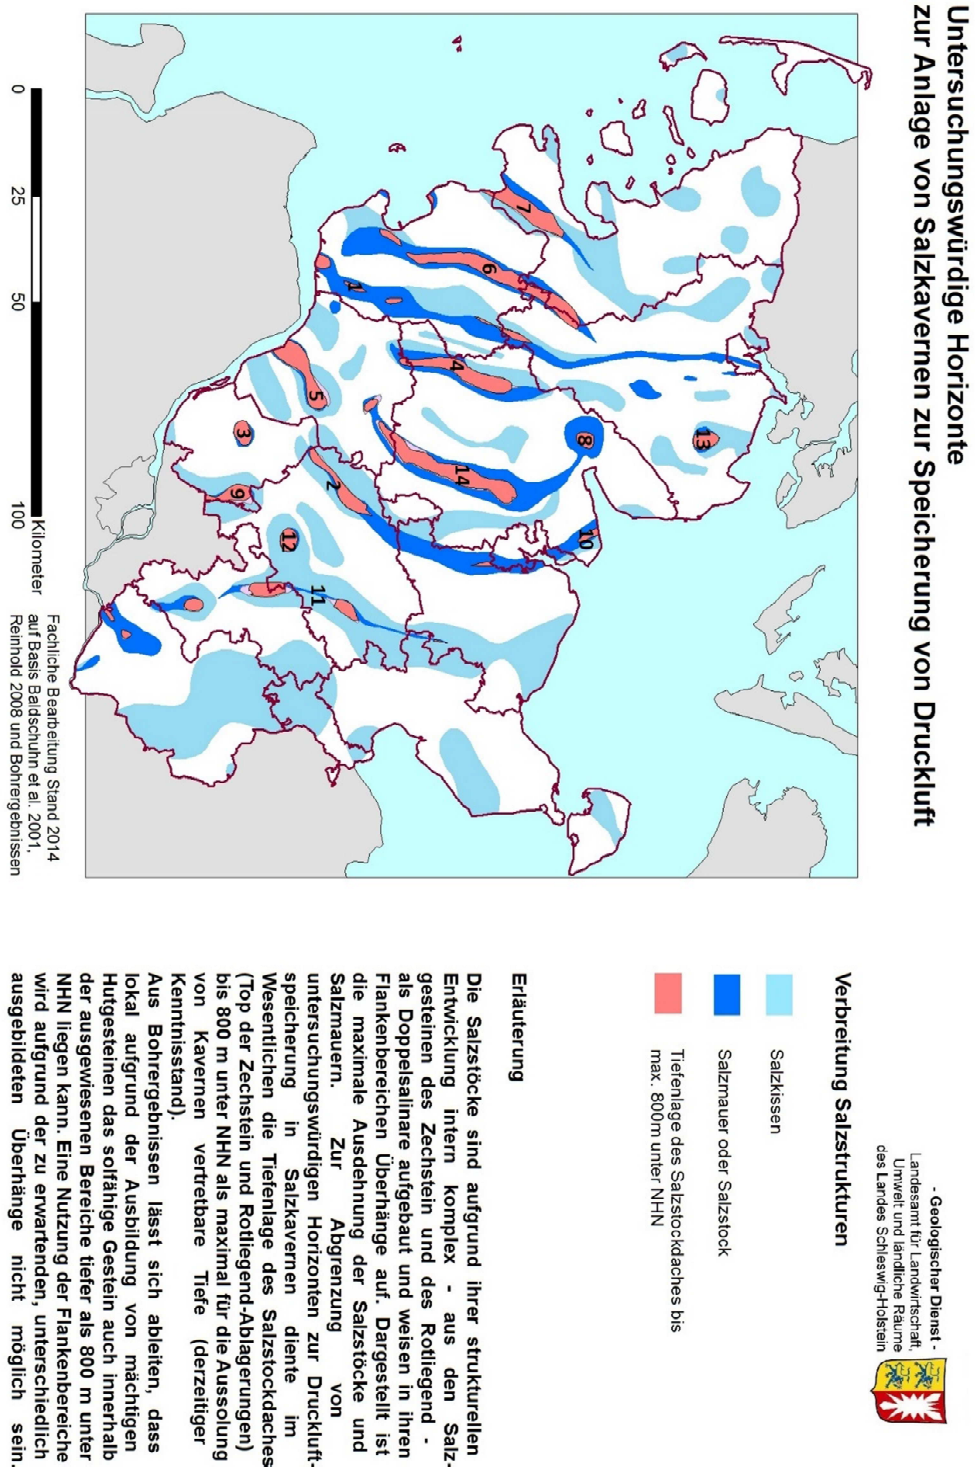 Untersuchungswürdige Horizonte
zur Anlage von Salzkavernen zur Speicherung von Druckluft
- Geologischer Dienst -
Landesamt für Landwirtschaft,
Umwelt und ländliche Räume
des Landes Schleswig-Holstein
13
8
10
7
6
4
14
1
2
11
5
12
3
9
0
25
50
100
Kilometer
Fachliche Bearbeitung Stand 2014
auf Basis Baldschuhn et al. 2001,
Reinhold 2008 und Bohrergebnissen
Verbreitung Salzstrukturen
Salzkissen
Salzmauer oder Salzstock
Tiefenlage des Salzstockdaches bis
max. 800m unter NHN
Erläuterung
Die Salzstöcke sind aufgrund ihrer strukturellen
Entwicklung intern komplex - aus den Salz-
gesteinen des Zechstein und des Rotliegend -
als Doppelsalinare aufgebaut und weisen in ihren
Flankenbereichen Überhänge auf. Dargestellt ist
die maximale Ausdehnung der Salzstöcke und
Salzmauern. Zur Abgrenzung von
untersuchungswürdigen Horizonten zur Druckluft-
speicherung in Salzkavernen diente im
Wesentlichen die Tiefenlage des Salzstockdaches
(Top der Zechstein und Rotliegend-Ablagerungen)
bis 800 m unter NHN als maximal für die Aussolung
von Kavernen vertretbare Tiefe (derzeitiger
Kenntnisstand).
Aus Bohrergebnissen lässt sich ableiten, dass
lokal aufgrund der Ausbildung von mächtigen
Hutgesteinen das solfähige Gestein auch innerhalb
der ausgewiesenen Bereiche tiefer als 800 m unter
NHN liegen kann. Eine Nutzung der Flankenbereiche
wird aufgrund der zu erwartenden, unterschiedlich
ausgebildeten Überhänge nicht möglich sein.